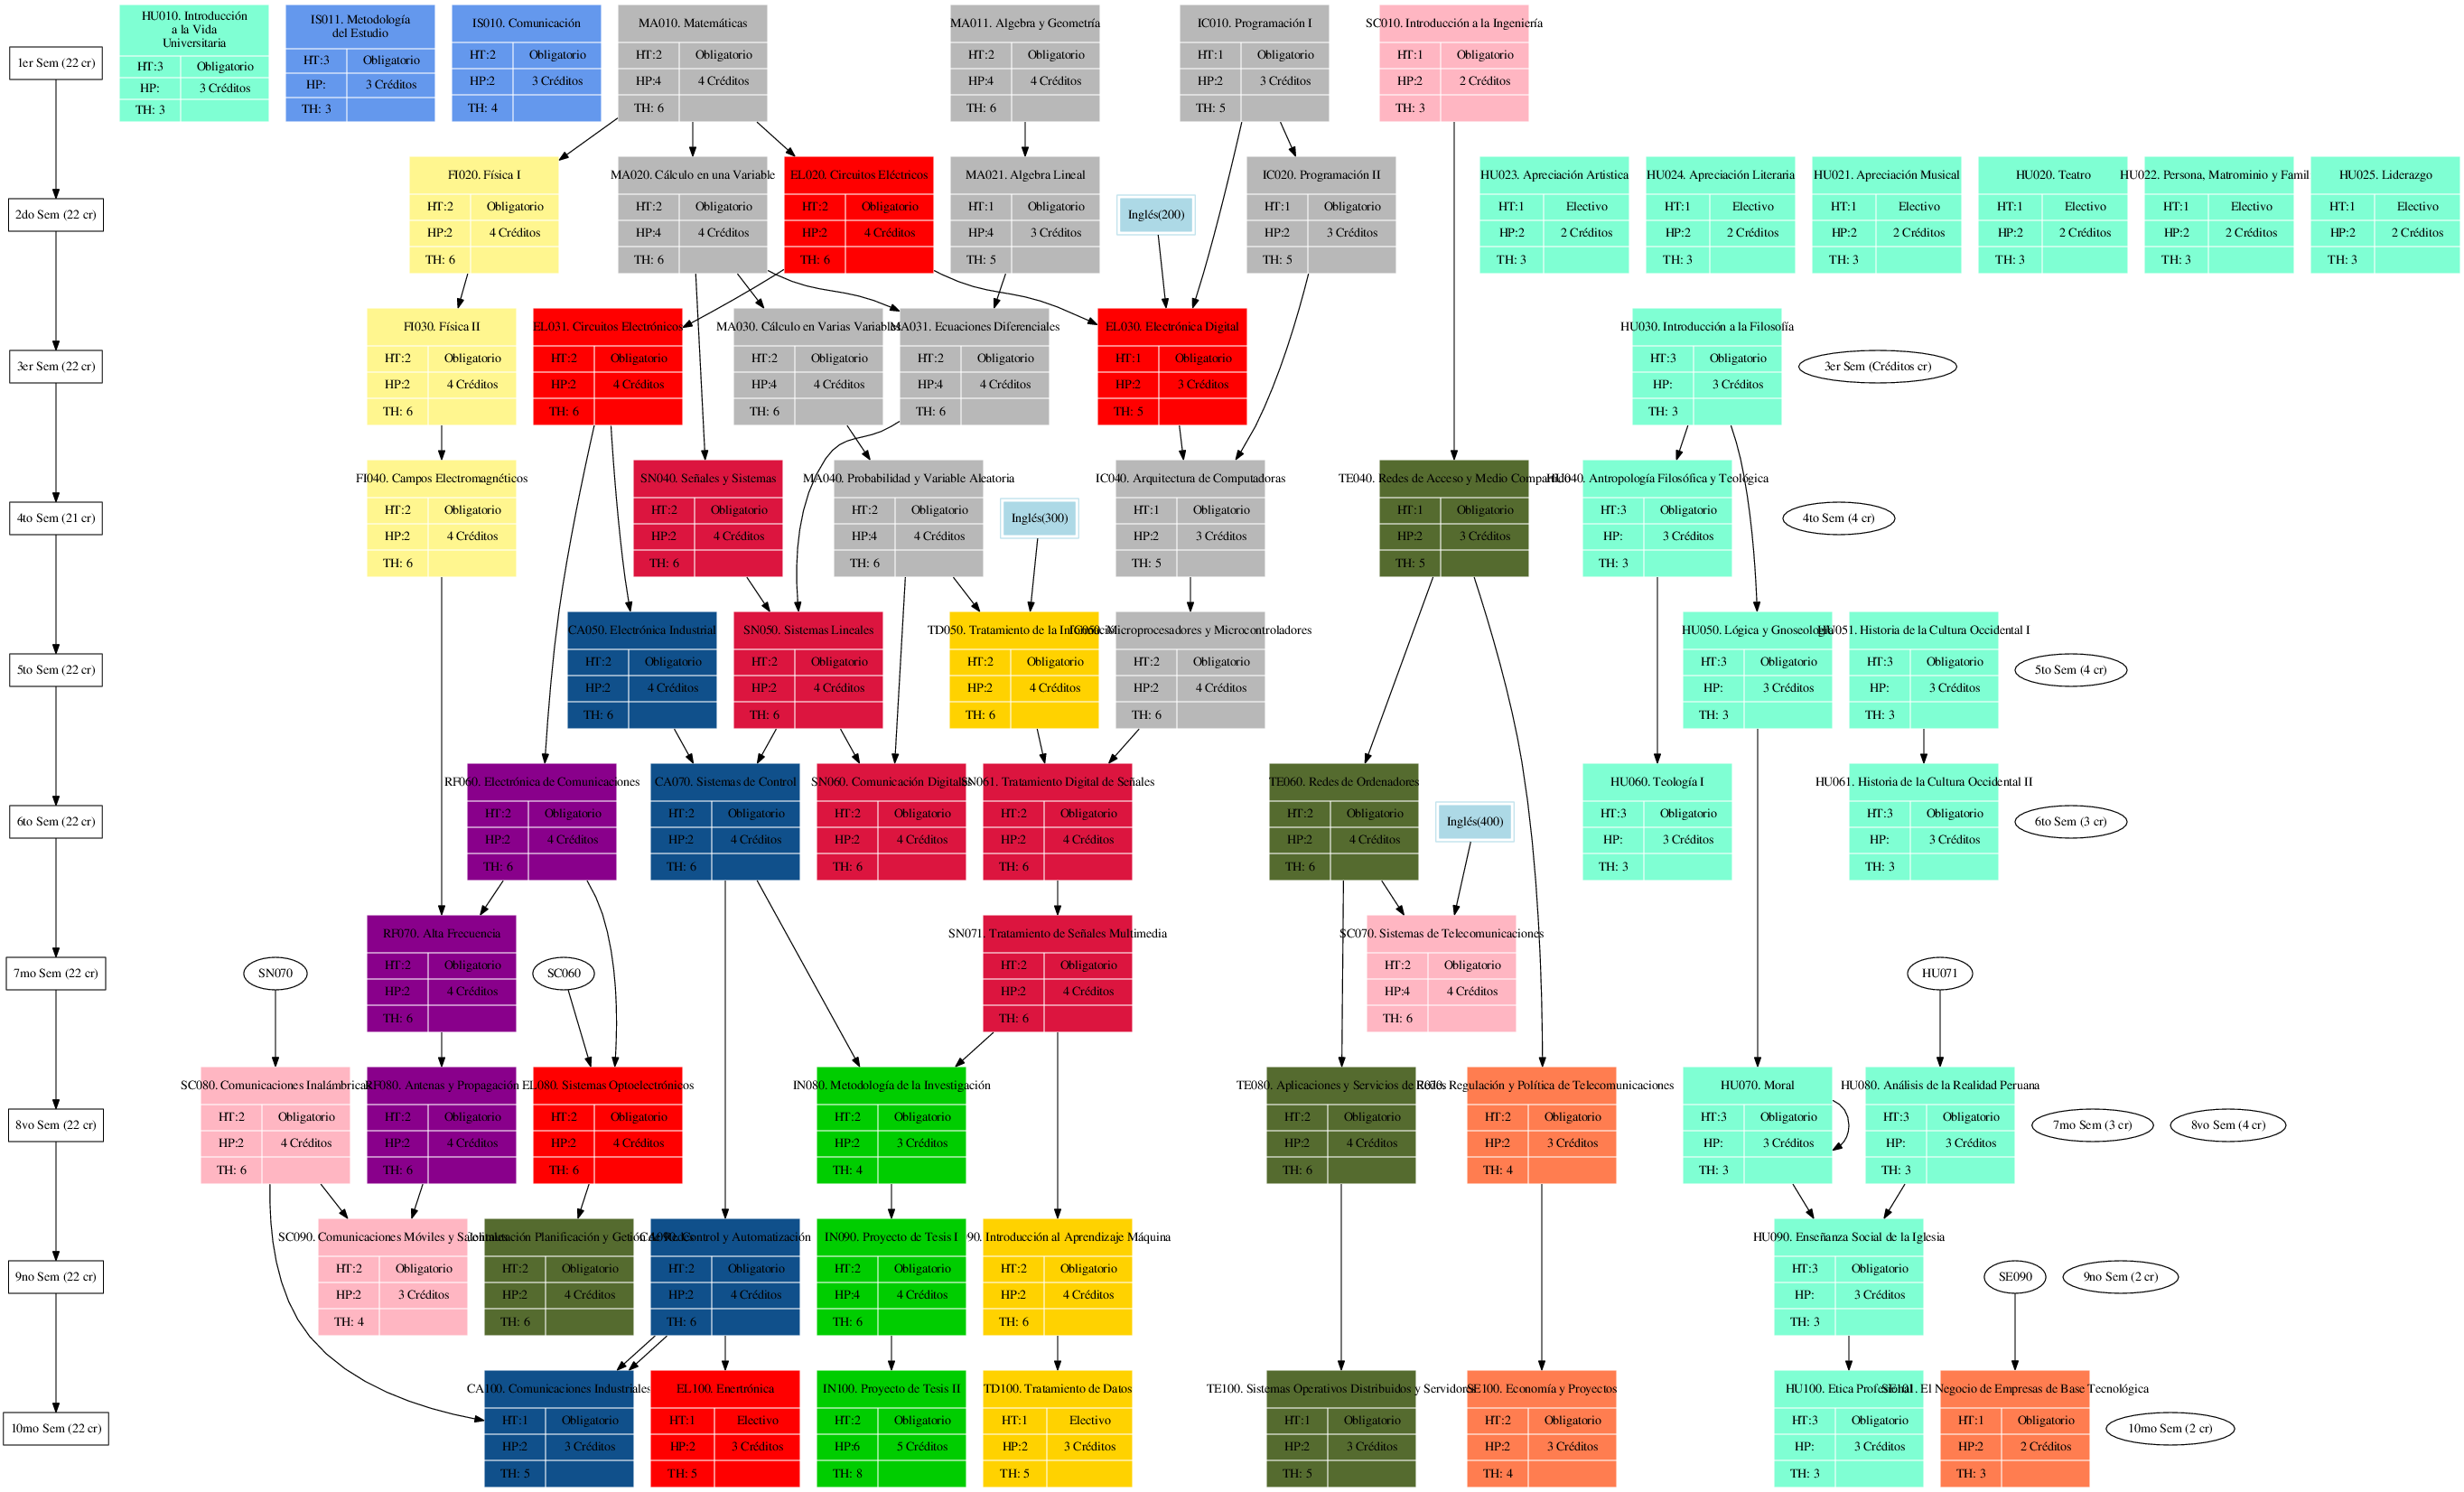 1er Sem (22 cr)
HU010. Introducción
a la Vida
Universitaria
HT:3 Obligatorio
HP: 3 Créditos
TH: 3
IS011. Metodología
del Estudio
HT:3 Obligatorio
HP: 3 Créditos
TH: 3
IS010. Comunicación
HT:2 Obligatorio
HP:2 3 Créditos
TH: 4
MA010. Matemáticas
HT:2 Obligatorio
HP:4 4 Créditos
TH: 6
MA011. Algebra y Geometría
HT:2 Obligatorio
HP:4 4 Créditos
TH: 6
IC010. Programación I
HT:1 Obligatorio
HP:2 3 Créditos
TH: 5
SC010. Introducción a la Ingeniería
HT:1 Obligatorio
HP:2 2 Créditos
TH: 3
2do Sem (22 cr)
FI020. Física I
HT:2 Obligatorio
HP:2 4 Créditos
TH: 6
MA020. Cálculo en una Variable
HT:2 Obligatorio
HP:4 4 Créditos
TH: 6
EL020. Circuitos Eléctricos
HT:2 Obligatorio
HP:2 4 Créditos
TH: 6
MA021. Algebra Lineal
HT:1 Obligatorio
HP:4 3 Créditos
TH: 5
Inglés(200)
IC020. Programación II
HT:1 Obligatorio
HP:2 3 Créditos
TH: 5
HU023. Apreciación Artistica
HT:1 Electivo
HP:2 2 Créditos
TH: 3
HU024. Apreciación Literaria
HT:1 Electivo
HP:2 2 Créditos
TH: 3
HU021. Apreciación Musical
HT:1 Electivo
HP:2 2 Créditos
TH: 3
HU020. Teatro
HT:1 Electivo
HP:2 2 Créditos
TH: 3
HU022. Persona, Matrominio y Famil
HT:1 Electivo
HP:2 2 Créditos
TH: 3
HU025. Liderazgo
HT:1 Electivo
HP:2 2 Créditos
TH: 3
3er Sem (22 cr)
FI030. Física II
HT:2 Obligatorio
HP:2 4 Créditos
TH: 6
EL031. Circuitos Electrónicos
HT:2 Obligatorio
HP:2 4 Créditos
TH: 6
MA030. Cálculo en Varias
HT:2 Obligatorio
HP:4 4 Créditos
TH: 6
MA031. Ecuaciones Diferenciales
HT:2 Obligatorio
HP:4 4 Créditos
TH: 6
EL030. Electrónica Digital
HT:1 Obligatorio
HP:2 3 Créditos
TH: 5
HU030. Introducción a la Filosofía
HT:3 Obligatorio
HP: 3 Créditos
TH: 3
3er Sem (Créditos cr)
4to Sem (21 cr)
FI040. Campos Electromagnéticos
HT:2 Obligatorio
HP:2 4 Créditos
TH: 6
SN040. Señales y Sistemas
HT:2 Obligatorio
HP:2 4 Créditos
TH: 6
MA040. Probabilidad y Variable Aleatoria
HT:2 Obligatorio
HP:4 4 Créditos
TH: 6
Inglés(300)
IC040. Arquitectura de Computadoras
HT:1 Obligatorio
HP:2 3 Créditos
TH: 5
TE040. Redes de Acceso y Medio
HT:1 Obligatorio
HP:2 3 Créditos
TH: 5
HU040. Antropología Filosófica y Teológica
HT:3 Obligatorio
HP: 3 Créditos
TH: 3
4to Sem (4 cr)
5to Sem (22 cr)
CA050. Electrónica Industrial
HT:2 Obligatorio
HP:2 4 Créditos
TH: 6
SN050. Sistemas Lineales
HT:2 Obligatorio
HP:2 4 Créditos
TH: 6
TD050. Tratamiento de la
HT:2 Obligatorio
HP:2 4 Créditos
TH: 6
Microprocesadores y Microcontroladores
HT:2 Obligatorio
HP:2 4 Créditos
TH: 6
HU050. Lógica y Gnoseología
HT:3 Obligatorio
HP: 3 Créditos
TH: 3
HU051. Historia de la Cultura Occidental I
HT:3 Obligatorio
HP: 3 Créditos
TH: 3
5to Sem (4 cr)
6to Sem (22 cr)
RF060. Electrónica de Comunicaciones
HT:2 Obligatorio
HP:2 4 Créditos
TH: 6
CA070. Sistemas de Control
HT:2 Obligatorio
HP:2 4 Créditos
TH: 6
SN060. Comunicación Digitales
HT:2 Obligatorio
HP:2 4 Créditos
TH: 6
SN061. Tratamiento Digital de Señales
HT:2 Obligatorio
HP:2 4 Créditos
TH: 6
TE060. Redes de Ordenadores
HT:2 Obligatorio
HP:2 4 Créditos
TH: 6
Inglés(400)
HU060. Teología I
HT:3 Obligatorio
HP: 3 Créditos
TH: 3
HU061. Historia de la Cultura Occidental II
HT:3 Obligatorio
HP: 3 Créditos
TH: 3
6to Sem (3 cr)
7mo Sem (22 cr)
SN070
RF070. Alta Frecuencia
HT:2 Obligatorio
HP:2 4 Créditos
TH: 6
SC060
SN071. Tratamiento de Señales Multimedia
HT:2 Obligatorio
HP:2 4 Créditos
TH: 6
SC070. Sistemas de Telecomunicaciones
HT:2 Obligatorio
HP:4 4 Créditos
TH: 6
HU071
8vo Sem (22 cr)
SC080. Comunicaciones Inalámbricas
HT:2 Obligatorio
HP:2 4 Créditos
TH: 6
RF080. Antenas y Propagación
HT:2 Obligatorio
HP:2 4 Créditos
TH: 6
EL080. Sistemas Optoelectrónicos
HT:2 Obligatorio
HP:2 4 Créditos
TH: 6
IN080. Metodología de la Investigación
HT:2 Obligatorio
HP:2 3 Créditos
TH: 4
TE080. Aplicaciones y Servicios de
HT:2 Obligatorio
HP:2 4 Créditos
TH: 6
Regulación y Política de Telecomunicaciones
HT:2 Obligatorio
HP:2 3 Créditos
TH: 4
HU070. Moral
HT:3 Obligatorio
HP: 3 Créditos
TH: 3
HU080. Análisis de la Realidad Peruana
HT:3 Obligatorio
HP: 3 Créditos
TH: 3
7mo Sem (3 cr)
8vo Sem (4 cr)
9no Sem (22 cr)
SC090. Comunicaciones Móviles y
HT:2 Obligatorio
HP:2 3 Créditos
TH: 4
Planificación y Getión de
HT:2 Obligatorio
HP:2 4 Créditos
TH: 6
Control y Automatización
HT:2 Obligatorio
HP:2 4 Créditos
TH: 6
IN090. Proyecto de Tesis I
HT:2 Obligatorio
HP:4 4 Créditos
TH: 6
90. Introducción al Aprendizaje Máquina
HT:2 Obligatorio
HP:2 4 Créditos
TH: 6
HU090. Enseñanza Social de la Iglesia
HT:3 Obligatorio
HP: 3 Créditos
TH: 3
SE090
9no Sem (2 cr)
10mo Sem (22 cr)
CA100. Comunicaciones Industriales
HT:1 Obligatorio
HP:2 3 Créditos
TH: 5
EL100. Enertrónica
HT:1 Electivo
HP:2 3 Créditos
TH: 5
IN100. Proyecto de Tesis II
HT:2 Obligatorio
HP:6 5 Créditos
TH: 8
TD100. Tratamiento de Datos
HT:1 Electivo
HP:2 3 Créditos
TH: 5
TE100. Sistemas Operativos Distribuidos y Servidores
HT:1 Obligatorio
HP:2 3 Créditos
TH: 5
SE100. Economía y Proyectos
HT:2 Obligatorio
HP:2 3 Créditos
TH: 4
HU100. Etica Profesional
HT:3 Obligatorio
HP: 3 Créditos
TH: 3
SE101. El Negocio de Empresas de Base Tecnológica
HT:1 Obligatorio
HP:2 2 Créditos
TH: 3
10mo Sem (2 cr)